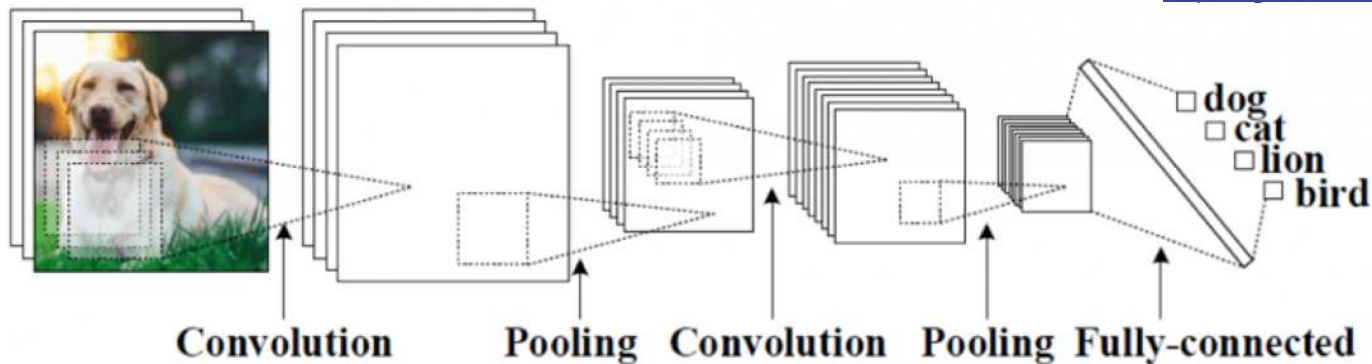 dog
cat
lion
bird
Convolution Pooling Convolution Pooling Fully-connected